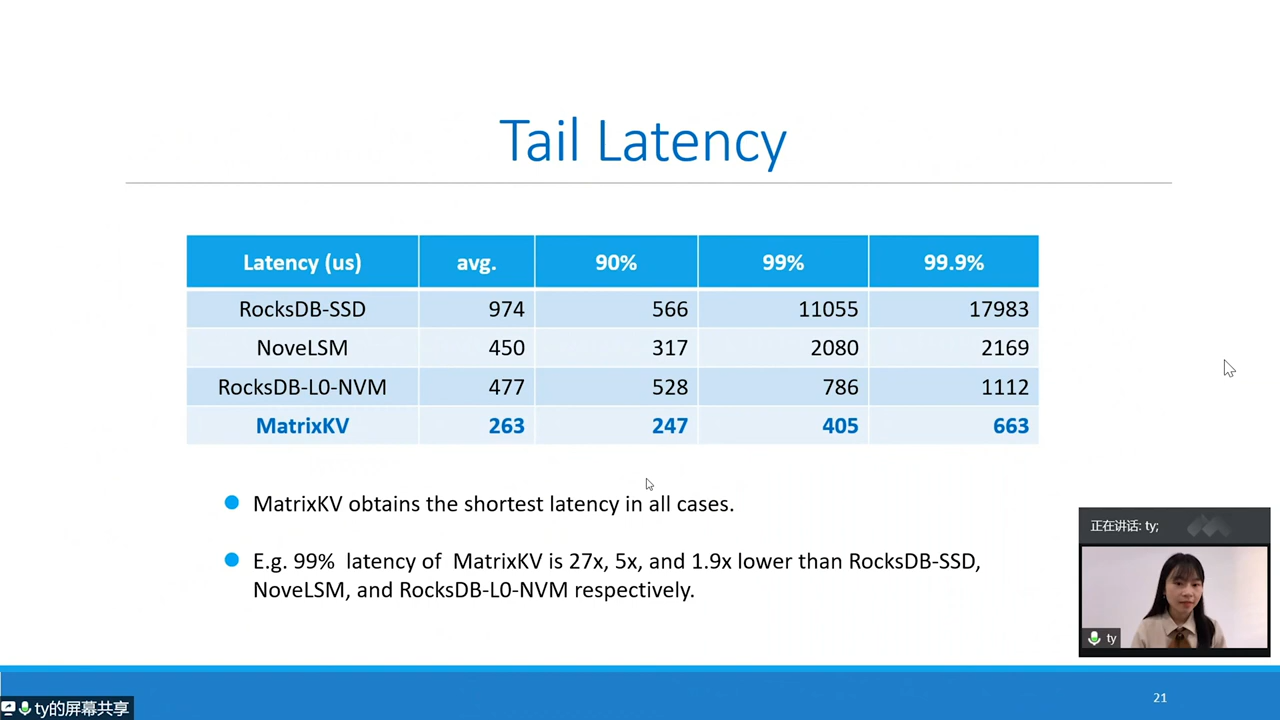 Tail Latency
Latency (us) avg. 90% 99% 99.9%
RocksDB-SSD 974 566 11055 17983
NoveLSM 450 317 2080 2169
RocksDB-L0-NVM 477 528 786 1112
MatrixKV 263 247 405 663
MatrixKV obtains the shortest latency in all cases.
E.g. 99% latency of MatrixKV is 27x, 5x, and 1.9x lower than RocksDB-SSD,
NoveLSM, and RocksDB-L0-NVM respectively.
正在讲话: ty;
ty
21
ty的屏幕共享